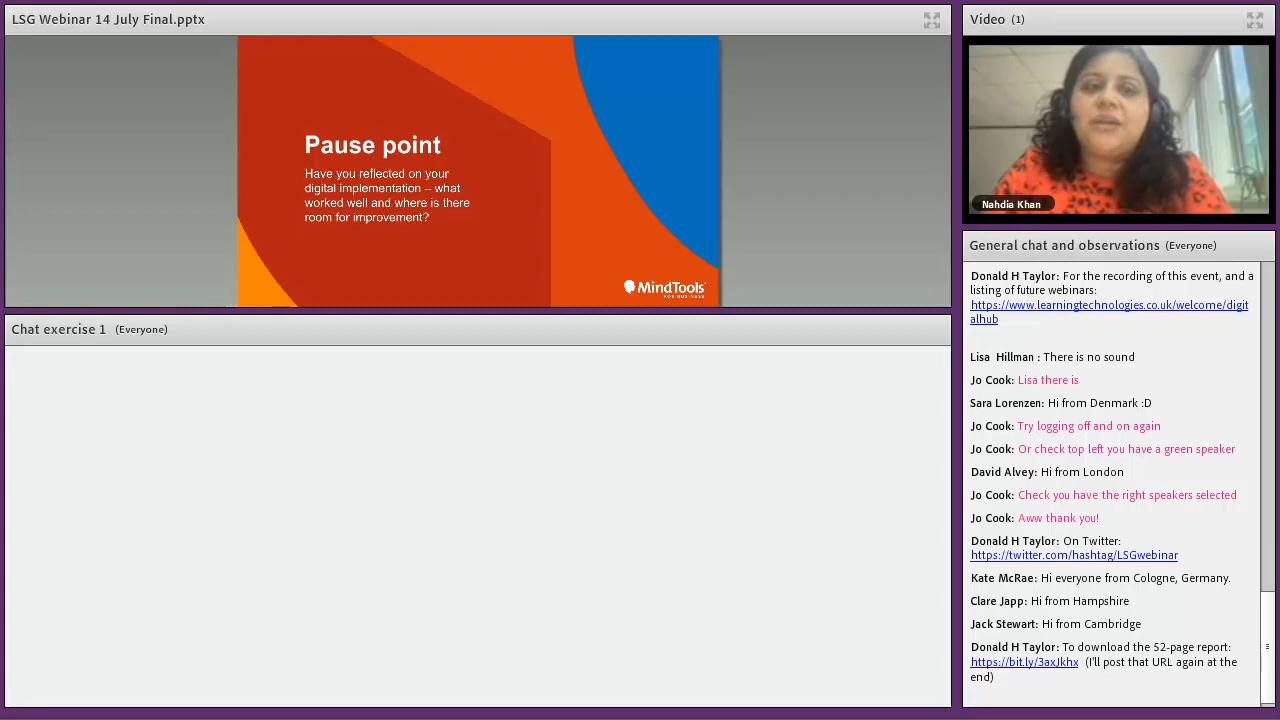 LSG Webinar 14 July Final.pptx
Pause point
Have you reflected on your
digital implementation – what
worked well and where is there
room for improvement?
MindTools
FOR BUSINESS
Chat exercise 1 (Everyone)
Video (1)
Nahdia Khan
General chat and observations (Everyone)
Donald H Taylor: For the recording of this event, and a
listing of future webinars:
https://www.learningtechnologies.co.uk/welcome/digit
alhub
Lisa Hillman : There is no sound
Jo Cook: Lisa there is
Sara Lorenzen: Hi from Denmark :D
Jo Cook: Try logging off and on again
Jo Cook: Or check top left you have a green speaker
David Alvey: Hi from London
Jo Cook: Check you have the right speakers selected
Jo Cook: Aww thank you!
Donald H Taylor: On Twitter:
https://twitter.com/hashtag/LSGwebinar
Kate McRae: Hi everyone from Cologne, Germany.
Clare Japp: Hi from Hampshire
Jack Stewart: Hi from Cambridge
Donald H Taylor: To download the 52-page report:
https://bit.ly/3axJkhx (I'll post that URL again at the
end)